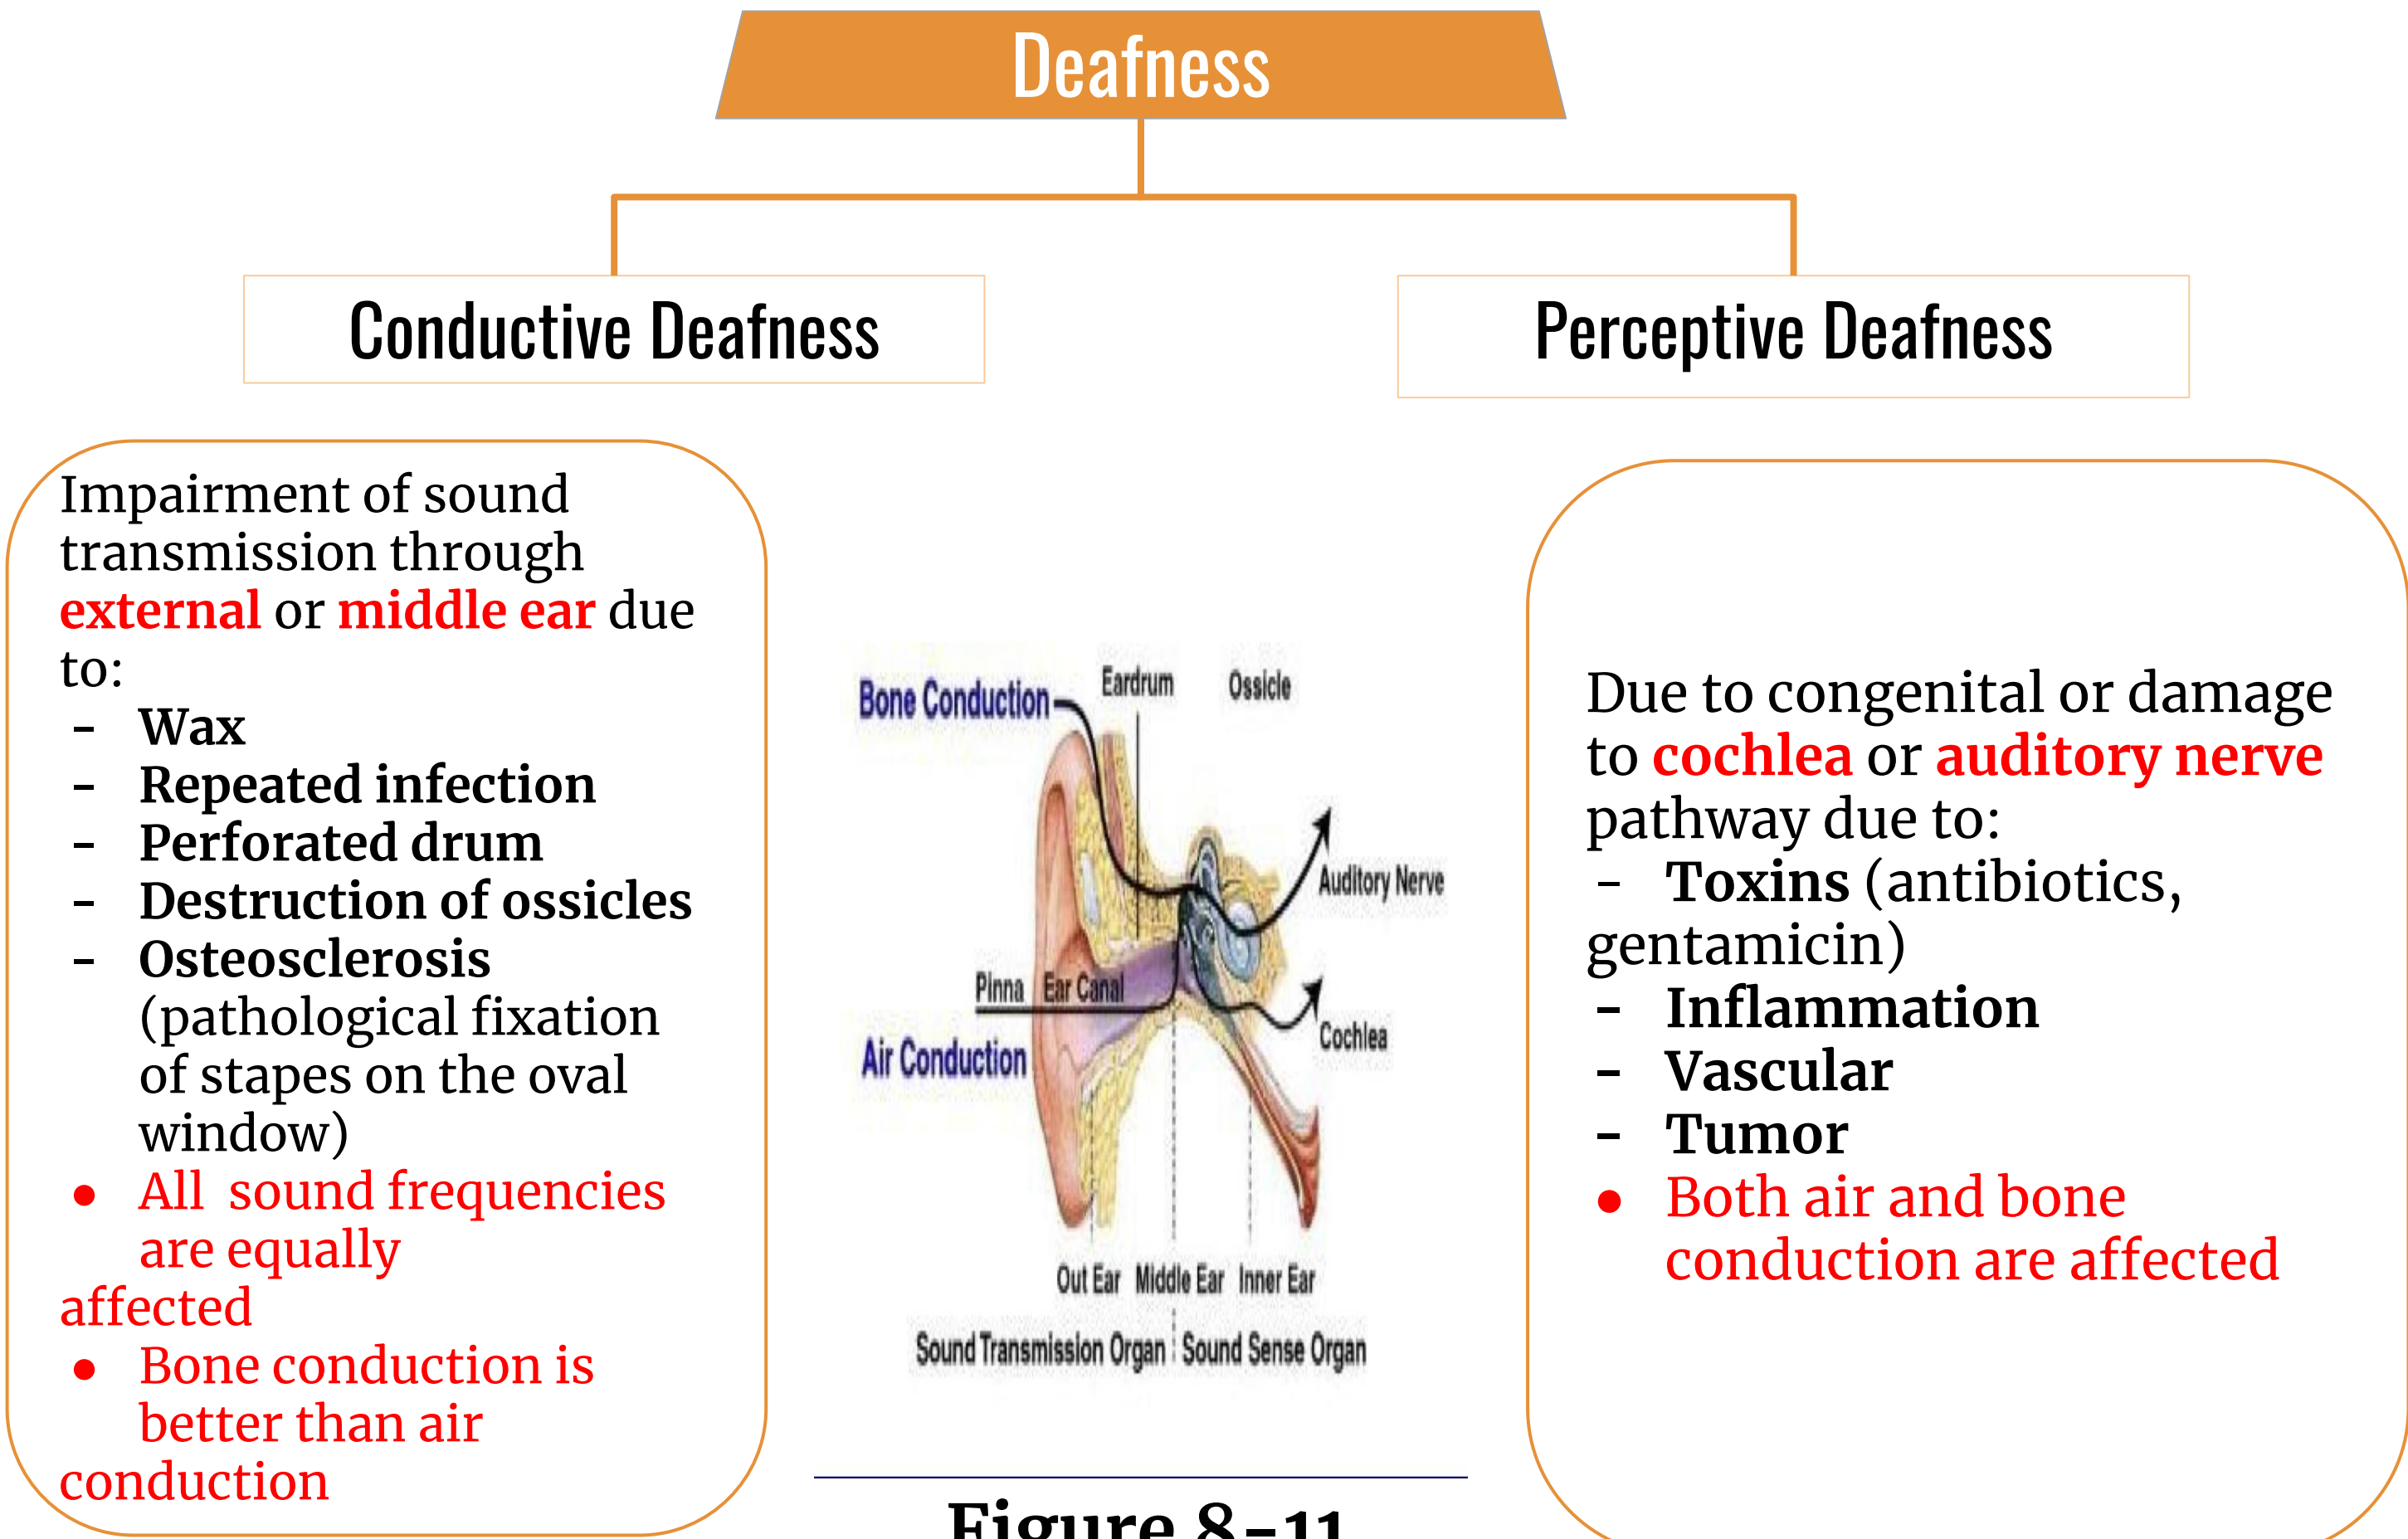 Deafness
Conductive Deafness
Perceptive Deafness
Impairment of sound
transmission through
external or middle ear due
to:
- Wax
- Repeated infection
- Perforated drum
- Destruction of ossicles
- Osteosclerosis
(pathological fixation
of stapes on the oval
window)
● All  sound frequencies
are equally
affected
● Bone conduction is
better than air
conduction
Bone Conduction
Eardrum
Ossicle
Auditory Nerve
Pinna
Ear Canal
Cochlea
Air Conduction
Out Ear
Middle Ear
Inner Ear
Sound Transmission Organ
Sound Sense Organ
Figure 8-11
Due to congenital or damage
to cochlea or auditory nerve
pathway due to:
- Toxins (antibiotics,
gentamicin)
- Inflammation
- Vascular
- Tumor
● Both air and bone
conduction are affected